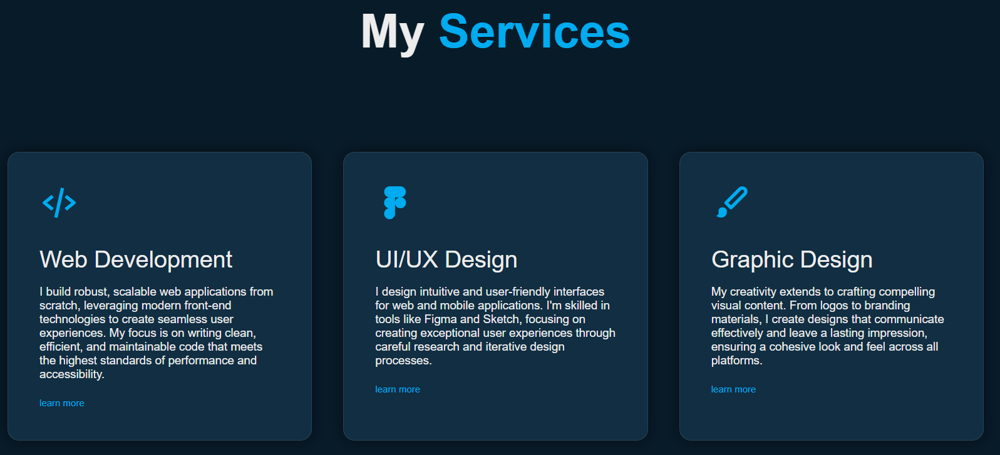 My Services
Web Development
I build robust, scalable web applications from
scratch, leveraging modern front-end
technologies to create seamless user
experiences. My focus is on writing clean,
efficient, and maintainable code that meets
the highest standards of performance and
accessibility.
learn more
UI/UX Design
I design intuitive and user-friendly interfaces
for web and mobile applications. I'm skilled in
tools like Figma and Sketch, focusing on
creating exceptional user experiences through
careful research and iterative design
processes.
learn more
Graphic Design
My creativity extends to crafting compelling
visual content. From logos to branding
materials, I create designs that communicate
effectively and leave a lasting impression,
ensuring a cohesive look and feel across all
platforms.
learn more